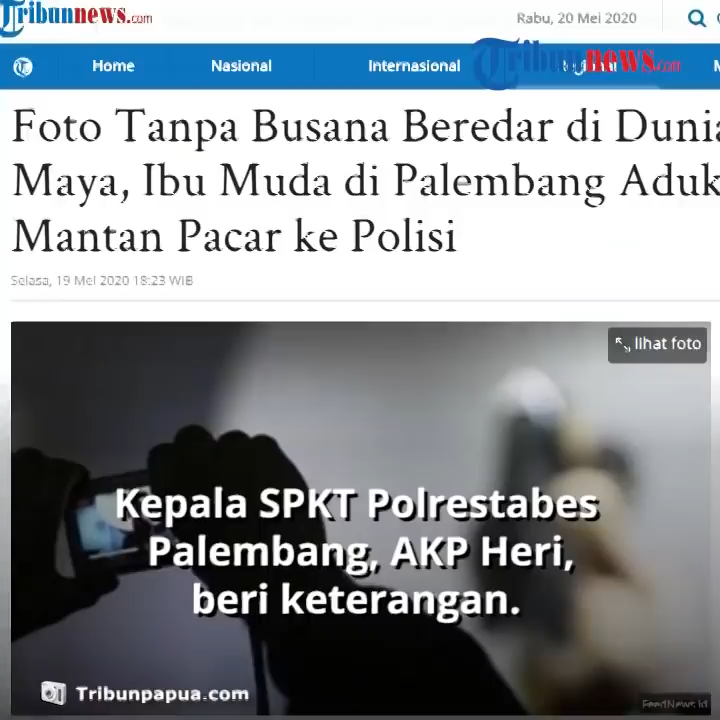 Tribunnews.com
Rabu, 20 Mei 2020
Home Nasional Internasional
Tribunnews.com
Foto Tanpa Busana Beredar di Dunia
Maya, Ibu Muda di Palembang Aduk
Mantan Pacar ke Polisi
Selasa, 19 Mei 2020 18:23 WIB
lihat foto
Kepala SPKT Polrestabes
Palembang, AKP Heri,
beri keterangan.
Tribunpapua.com
FeedNews.id